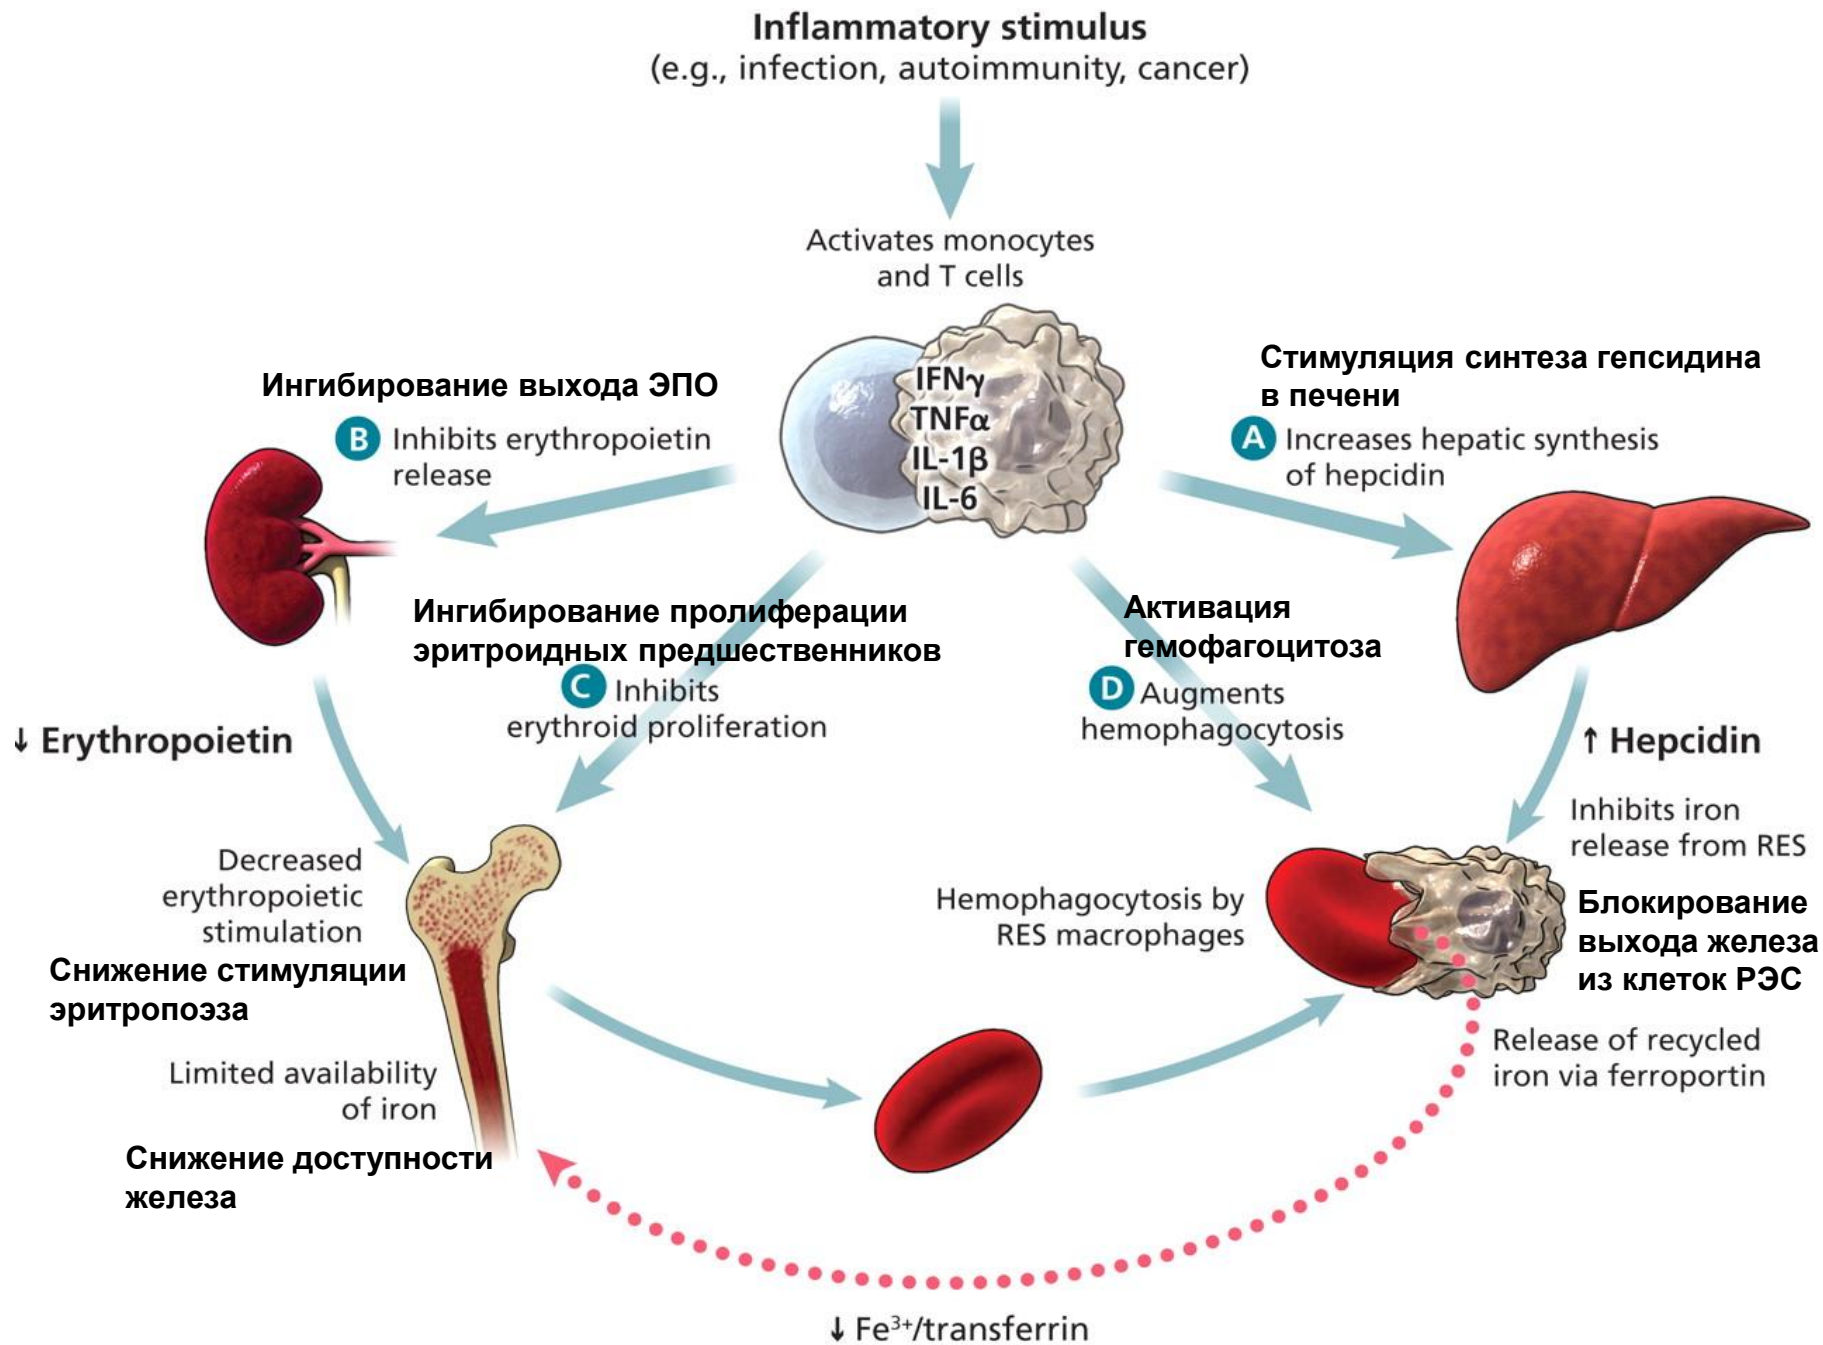 Inflammatory stimulus
(e.g., infection, autoimmunity, cancer)
Activates monocytes
and T cells
IFNγ
TNFα
IL-1β
IL-6
Ингибирование выхода ЭПО
B Inhibits erythropoietin
release
Стимуляция синтеза гепсидина
в печени
A Increases hepatic synthesis
of hepcidin
Ингибирование пролиферации
эритроидных предшественников
C Inhibits
erythroid proliferation
Активация
гемофагоцитоза
D Augments
hemophagocytosis
↓ Erythropoietin
↑ Hepcidin
Inhibits iron
release from RES
Decreased
erythropoietic
stimulation
Снижение стимуляции
эритропоэза
Hemophagocytosis by
RES macrophages
Блокирование
выхода железа
из клеток РЭС
Release of recycled
iron via ferroportin
Limited availability
of iron
Снижение доступности
железа
↓ Fe³⁺/transferrin